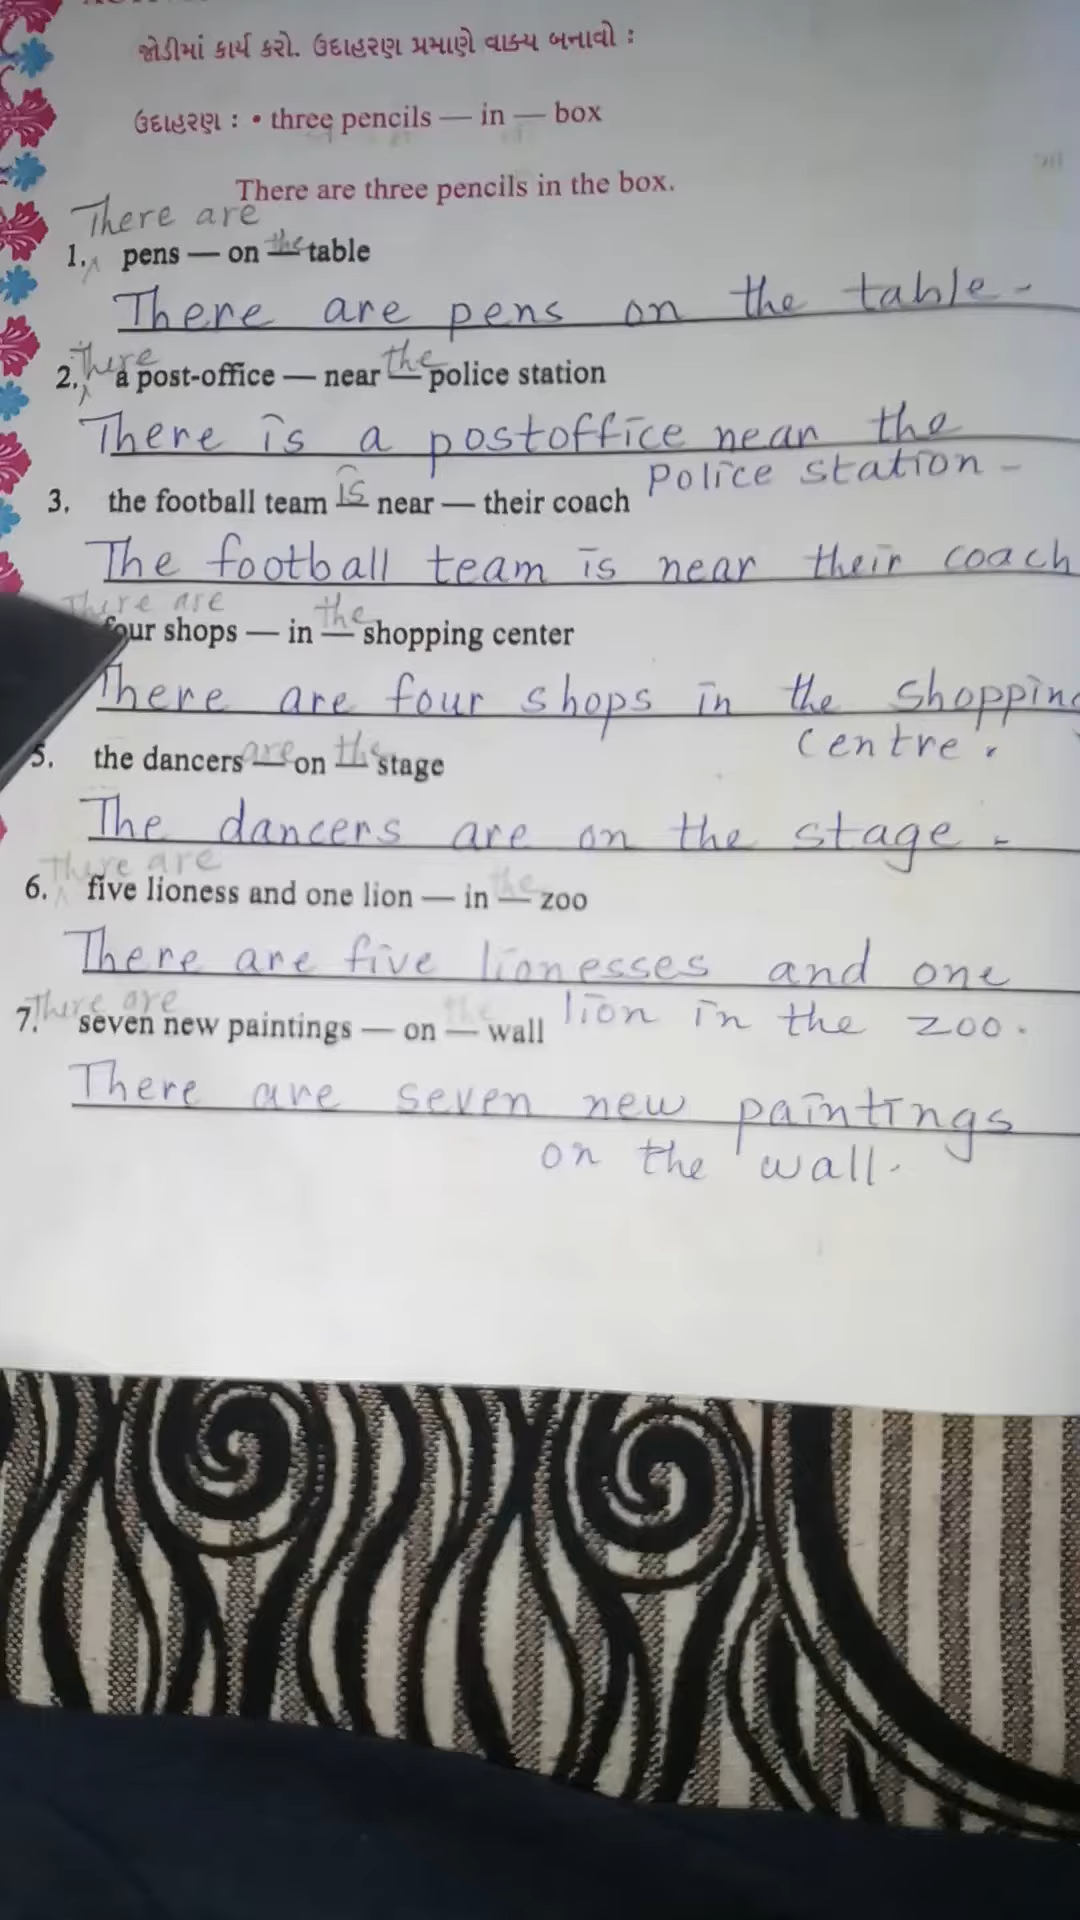 જોડીમાં કાર્ય કરો. ઉદાહરણ પ્રમાણે વાક્ય બનાવો :
ઉદાહરણ : • three pencils — in — box
There are three pencils in the box.
There are
1. pens — on the table
There are pens on the table.
There the
2. a post-office — near — police station
There is a postoffice near the
Police station.
3. the football team is near — their coach
The football team is near their coach
There are the
four shops — in — shopping center
There are four shops in the shopping
centre.
5. the dancers are on the stage
The dancers are on the stage.
There are
6. five lioness and one lion — in the zoo
There are five lionesses and one
lion in the zoo.
There are the
7. seven new paintings — on — wall
There are seven new paintings
on the wall.